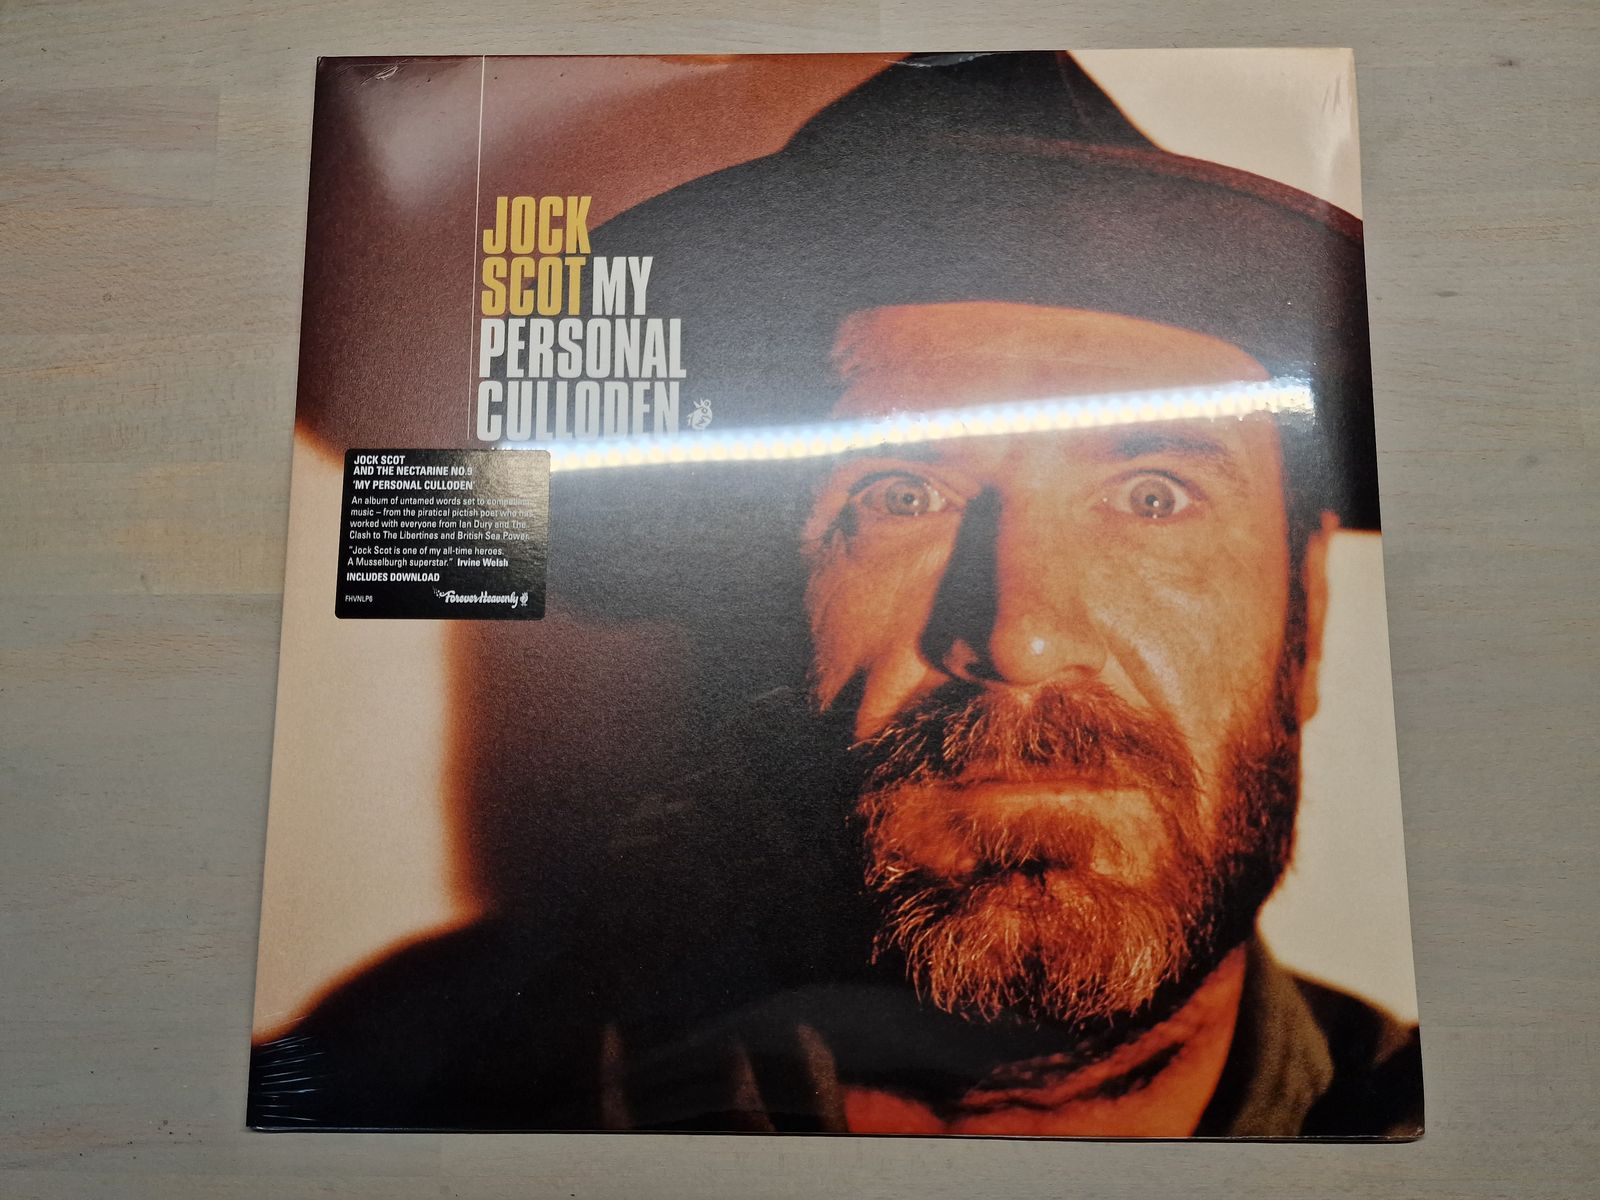 JOCK
SCOT MY
PERSONAL
CULLODEN
JOCK SCOT
AND THE NECTARINE NO.9
'MY PERSONAL CULLODEN'
An album of untamed words set to compelling
music – from the piratical pictish poet who has
worked with everyone from Ian Dury and The
Clash to The Libertines and British Sea Power.
"Jock Scot is one of my all-time heroes.
A Musselburgh superstar." Irvine Welsh
INCLUDES DOWNLOAD
FHVNLP6
Forever Heavenly